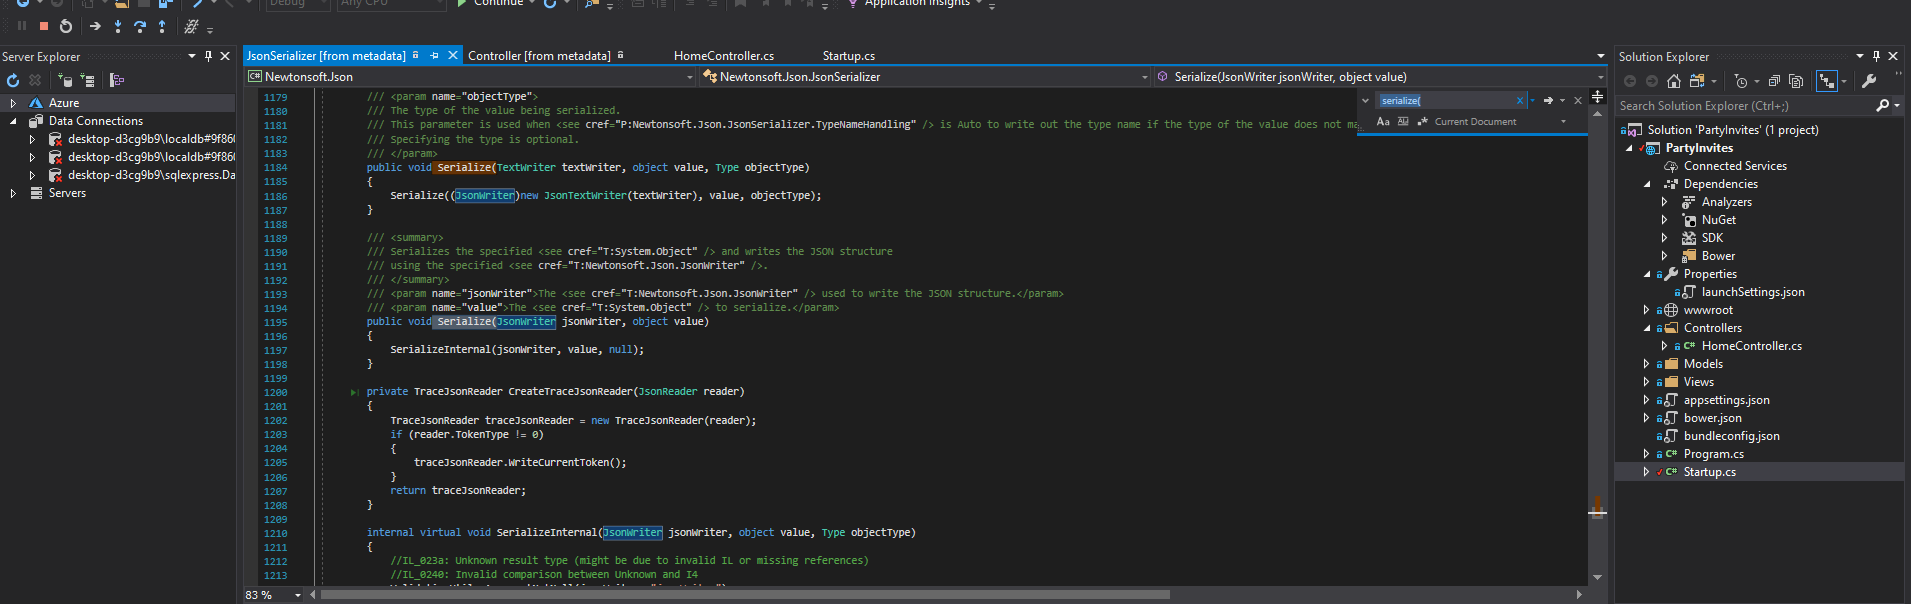 Debug
Any CPU
Continue
Application Insights
Server Explorer
Azure
Data Connections
desktop-d3cg9b9\localdb#9f860
desktop-d3cg9b9\localdb#9f860
desktop-d3cg9b9\sqlexpress.Da
Servers
JsonSerializer [from metadata]
Controller [from metadata]
HomeController.cs
Startup.cs
Newtonsoft.Json
Newtonsoft.Json.JsonSerializer
Serialize(JsonWriter jsonWriter, object value)
serialize(
Aa
Current Document
1179 /// <param name="objectType">
1180 /// The type of the value being serialized.
1181 /// This parameter is used when <see cref="P:Newtonsoft.Json.JsonSerializer.TypeNameHandling" /> is Auto to write out the type name if the type of the value does not ma
1182 /// Specifying the type is optional.
1183 /// </param>
1184 public void Serialize(TextWriter textWriter, object value, Type objectType)
1185 {
1186 Serialize((JsonWriter)new JsonTextWriter(textWriter), value, objectType);
1187 }
1188
1189 /// <summary>
1190 /// Serializes the specified <see cref="T:System.Object" /> and writes the JSON structure
1191 /// using the specified <see cref="T:Newtonsoft.Json.JsonWriter" />.
1192 /// </summary>
1193 /// <param name="jsonWriter">The <see cref="T:Newtonsoft.Json.JsonWriter" /> used to write the JSON structure.</param>
1194 /// <param name="value">The <see cref="T:System.Object" /> to serialize.</param>
1195 public void Serialize(JsonWriter jsonWriter, object value)
1196 {
1197 SerializeInternal(jsonWriter, value, null);
1198 }
1199
1200 private TraceJsonReader CreateTraceJsonReader(JsonReader reader)
1201 {
1202 TraceJsonReader traceJsonReader = new TraceJsonReader(reader);
1203 if (reader.TokenType != 0)
1204 {
1205 traceJsonReader.WriteCurrentToken();
1206 }
1207 return traceJsonReader;
1208 }
1209
1210 internal virtual void SerializeInternal(JsonWriter jsonWriter, object value, Type objectType)
1211 {
1212 //IL_023a: Unknown result type (might be due to invalid IL or missing references)
1213 //IL_0240: Invalid comparison between Unknown and I4
83 %
Solution Explorer
Search Solution Explorer (Ctrl+;)
Solution 'PartyInvites' (1 project)
PartyInvites
Connected Services
Dependencies
Analyzers
NuGet
SDK
Bower
Properties
launchSettings.json
wwwroot
Controllers
C# HomeController.cs
Models
Views
appsettings.json
bower.json
bundleconfig.json
C# Program.cs
C# Startup.cs